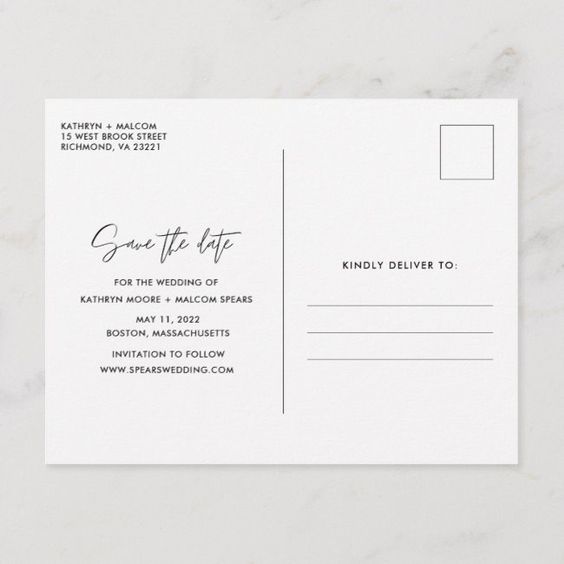 KATHRYN + MALCOM
15 WEST BROOK STREET
RICHMOND, VA 23221
Save the date
FOR THE WEDDING OF
KATHRYN MOORE + MALCOM SPEARS
MAY 11, 2022
BOSTON, MASSACHUSETTS
INVITATION TO FOLLOW
WWW.SPEARSWEDDING.COM
KINDLY DELIVER TO: